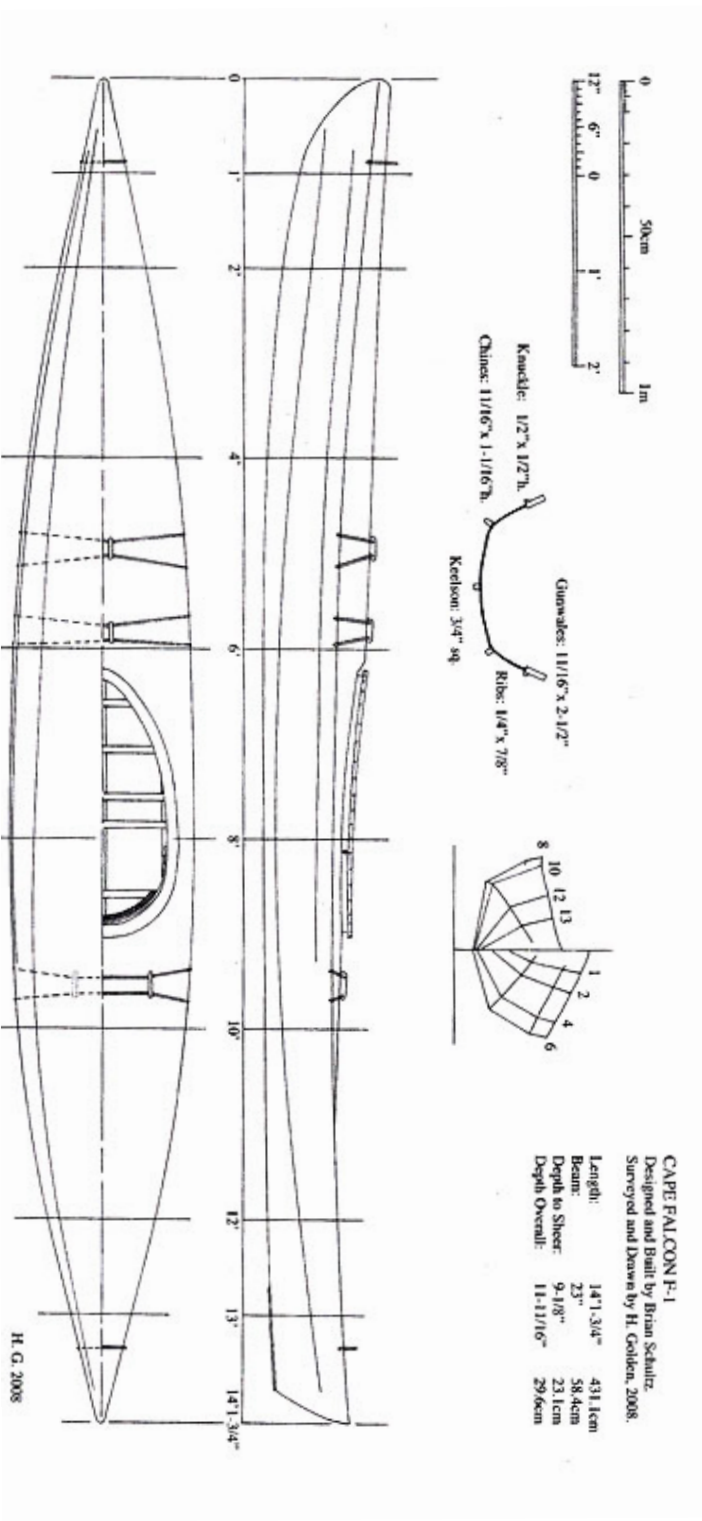 0 50cm 1m
12" 6" 0 1' 2'
Gunwales: 11/16"x 2-1/2"
Knuckle: 1/2"x 1/2"h.
Ribs: 1/4"x 7/8"
Chines: 11/16"x 1-1/16"h.
Keelson: 3/4" sq.
8 10 12 13
1 2 4 6
CAPE FALCON F-1
Designed and Built by Brian Schultz.
Surveyed and Drawn by H. Golden, 2008.
Length: 14'1-3/4" 431.1cm
Beam: 23" 58.4cm
Depth to Sheer: 9-1/8" 23.1cm
Depth Overall: 11-11/16" 29.6cm
0 1' 2' 4' 6' 8' 10' 12' 13' 14'1-3/4"
H. G. 2008